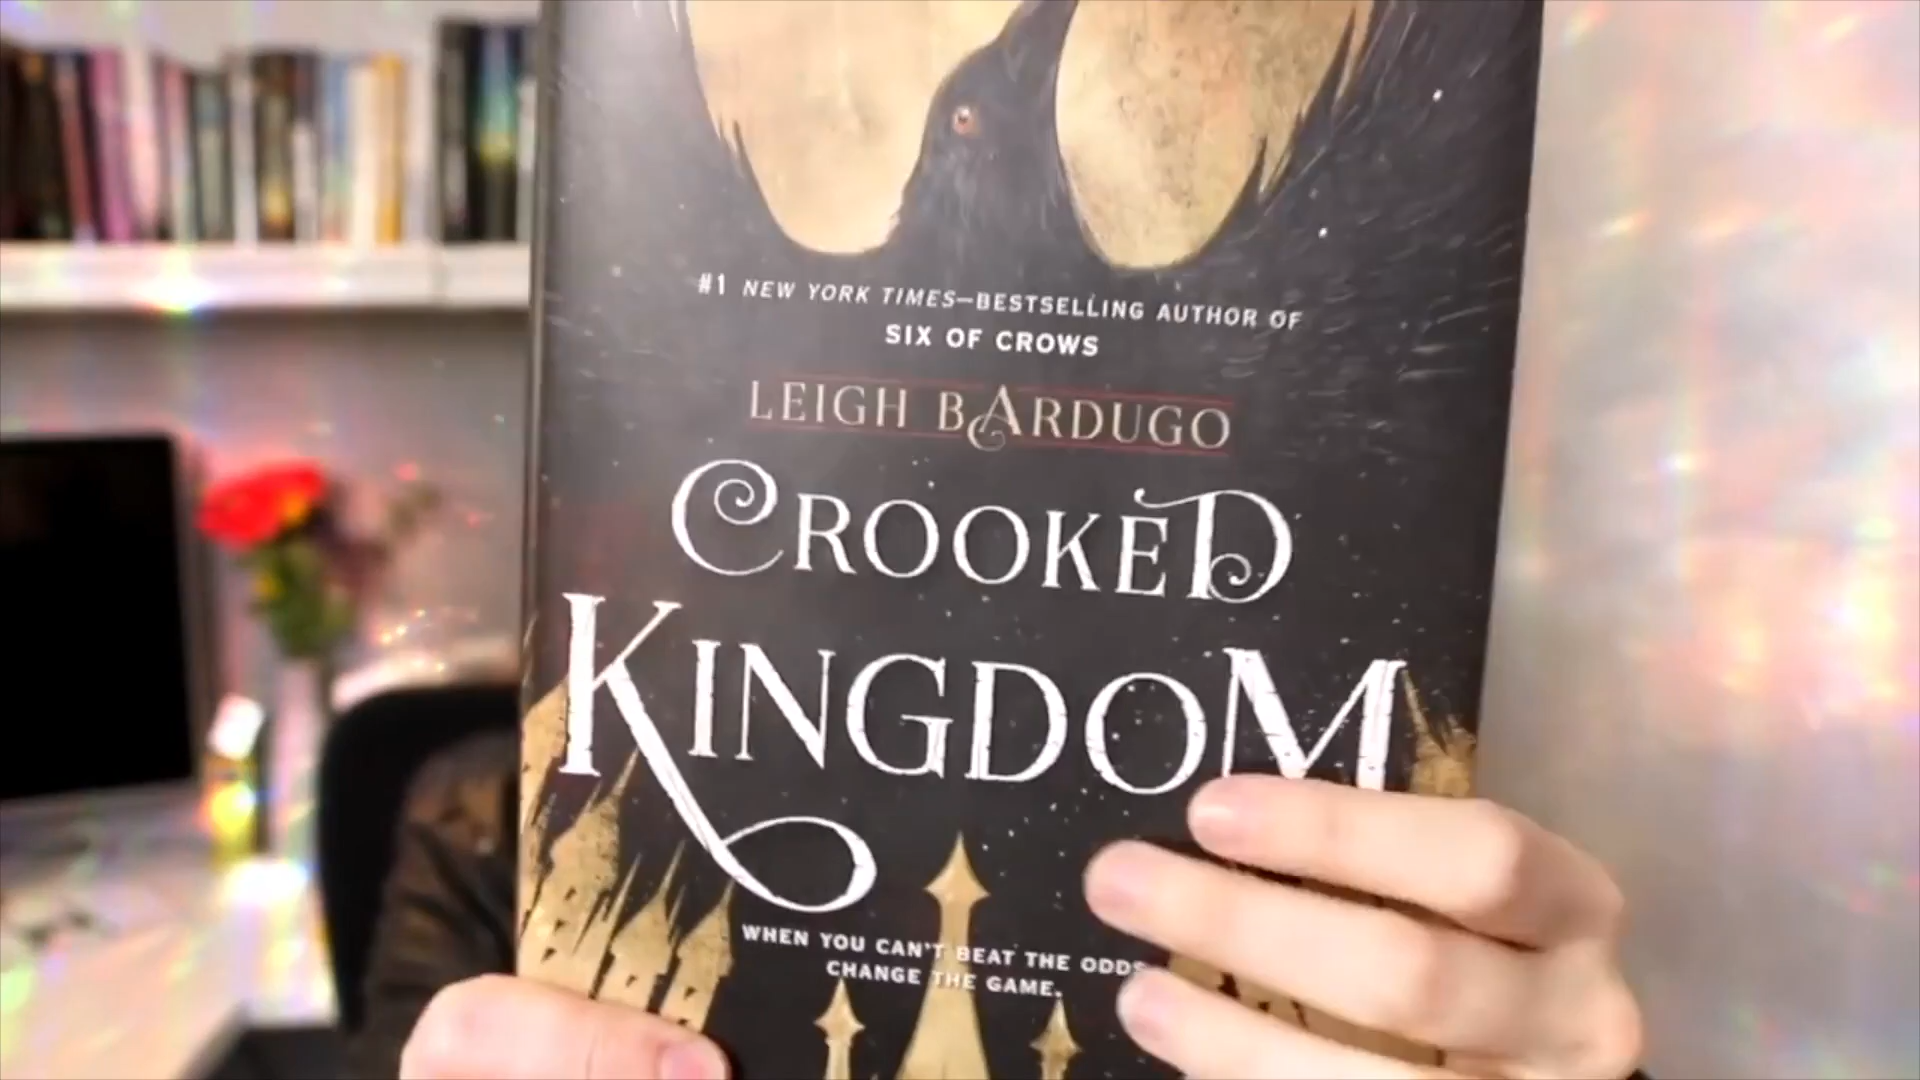 #1 NEW YORK TIMES—BESTSELLING AUTHOR OF
SIX OF CROWS
LEIGH BARDUGO
CROOKED
KINGDOM
WHEN YOU CAN'T BEAT THE ODDS
CHANGE THE GAME.